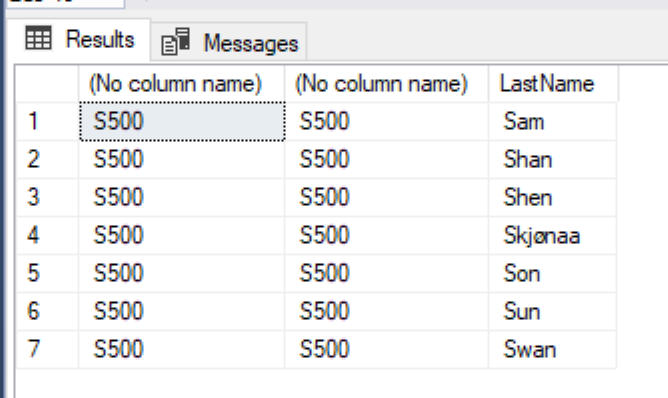 Results Messages
(No column name) (No column name) LastName
1 S500 S500 Sam
2 S500 S500 Shan
3 S500 S500 Shen
4 S500 S500 Skjønaa
5 S500 S500 Son
6 S500 S500 Sun
7 S500 S500 Swan